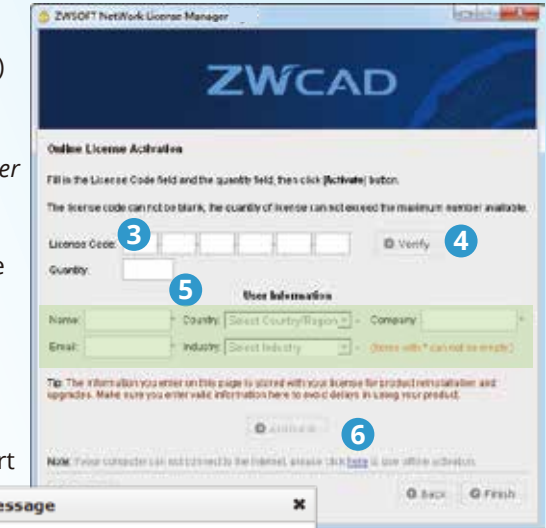 ZWSOFT NetWork License Manager
)
ZWCAD
Online License Activation
er
Fill in the License Code field and the quantity field, then click [Activate] button.
The license code can not be blank, the quantity of license can not exceed the maximum number available.
License Code: 3 Verify 4
e
Quantity:
5
User Information
Name: * Country: Select Country/Region * Company: *
Email: * Industry: Select Industry * (Items with * can not be empty)
Tip: The information you enter on this page is stored with your license for product reinstallation and
upgrades. Make sure you enter valid information here to avoid delays in using your product.
Activate 6
rt
Note: If your computer can not connect to the Internet, please click here to use offline activation.
Back Finish
essage ×